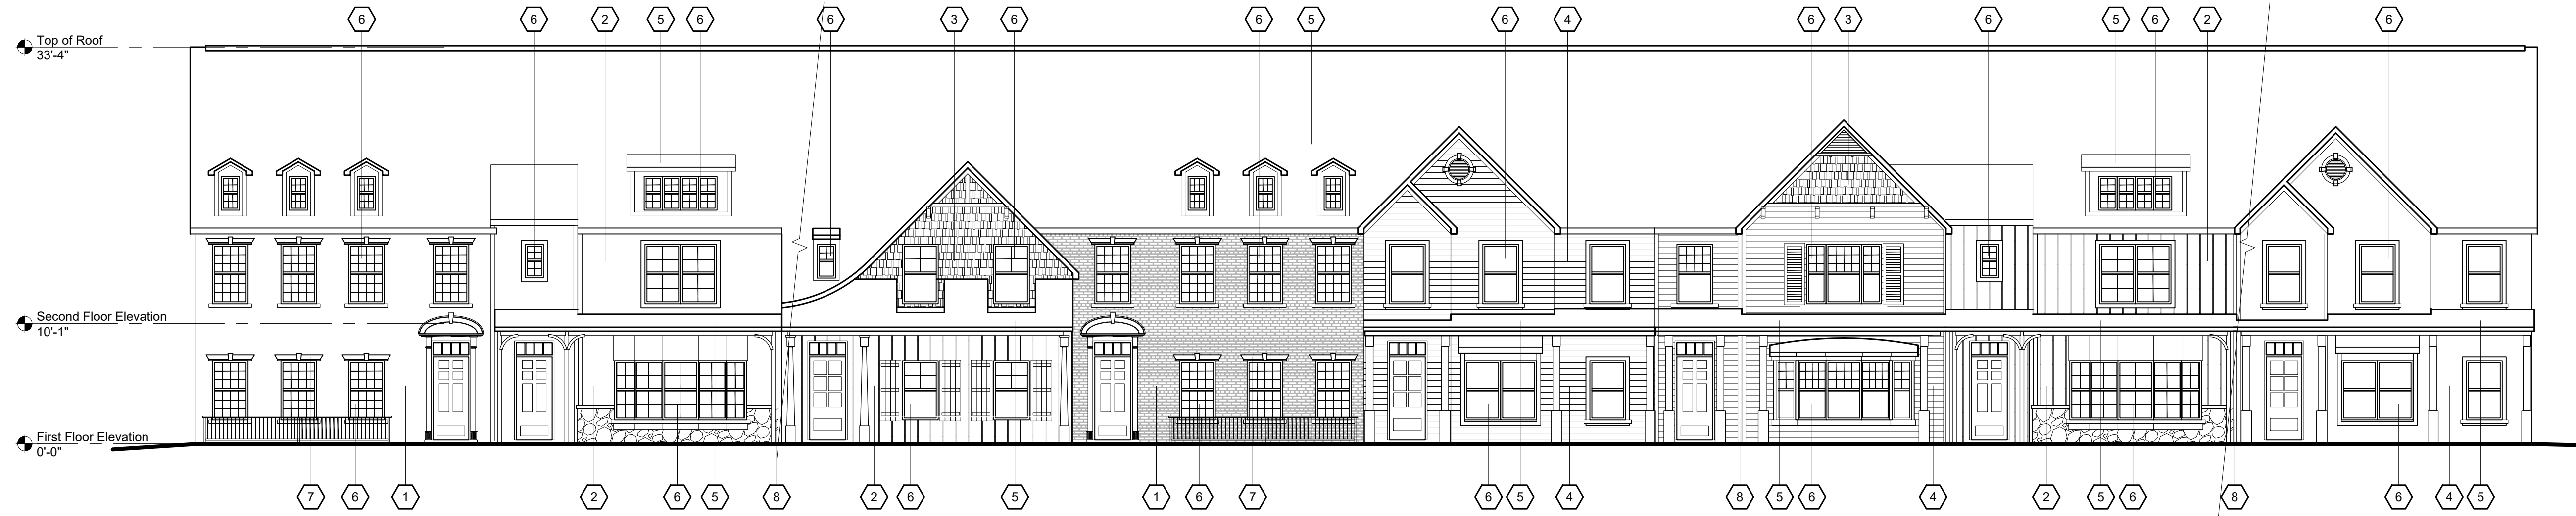 6 6 2 5 6 6 3 6 6 5 6 4 6 3 6 5 6 2 6
Top of Roof
33'-4"
Second Floor Elevation
10'-1"
First Floor Elevation
0'-0"
7 6 1 2 6 5 8 2 6 5 1 6 7 6 5 4 8 5 6 4 2 5 6 8 6 4 5